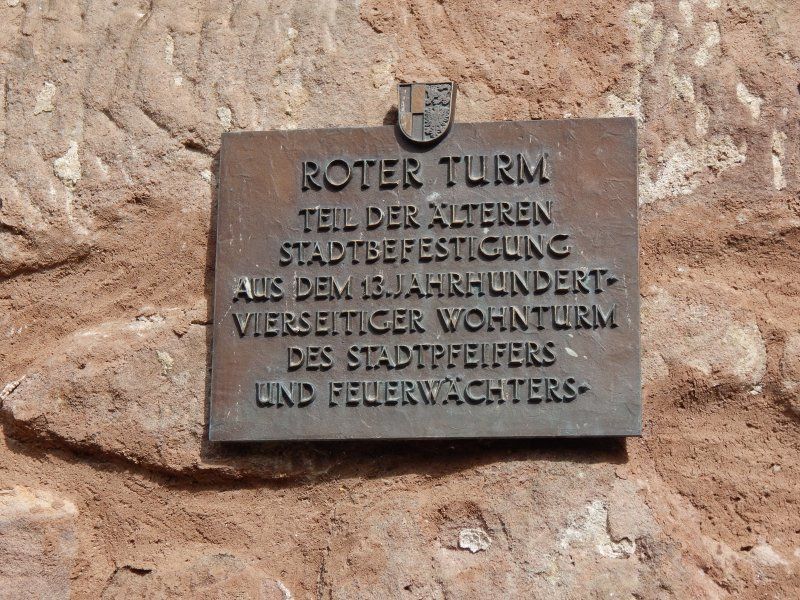 ROTER TURM
TEIL DER ÄLTEREN
STADTBEFESTIGUNG
AUS DEM 13. JAHRHUNDERT-
VIERSEITIGER WOHNTURM
DES STADTPFEIFERS
UND FEUERWÄCHTERS-